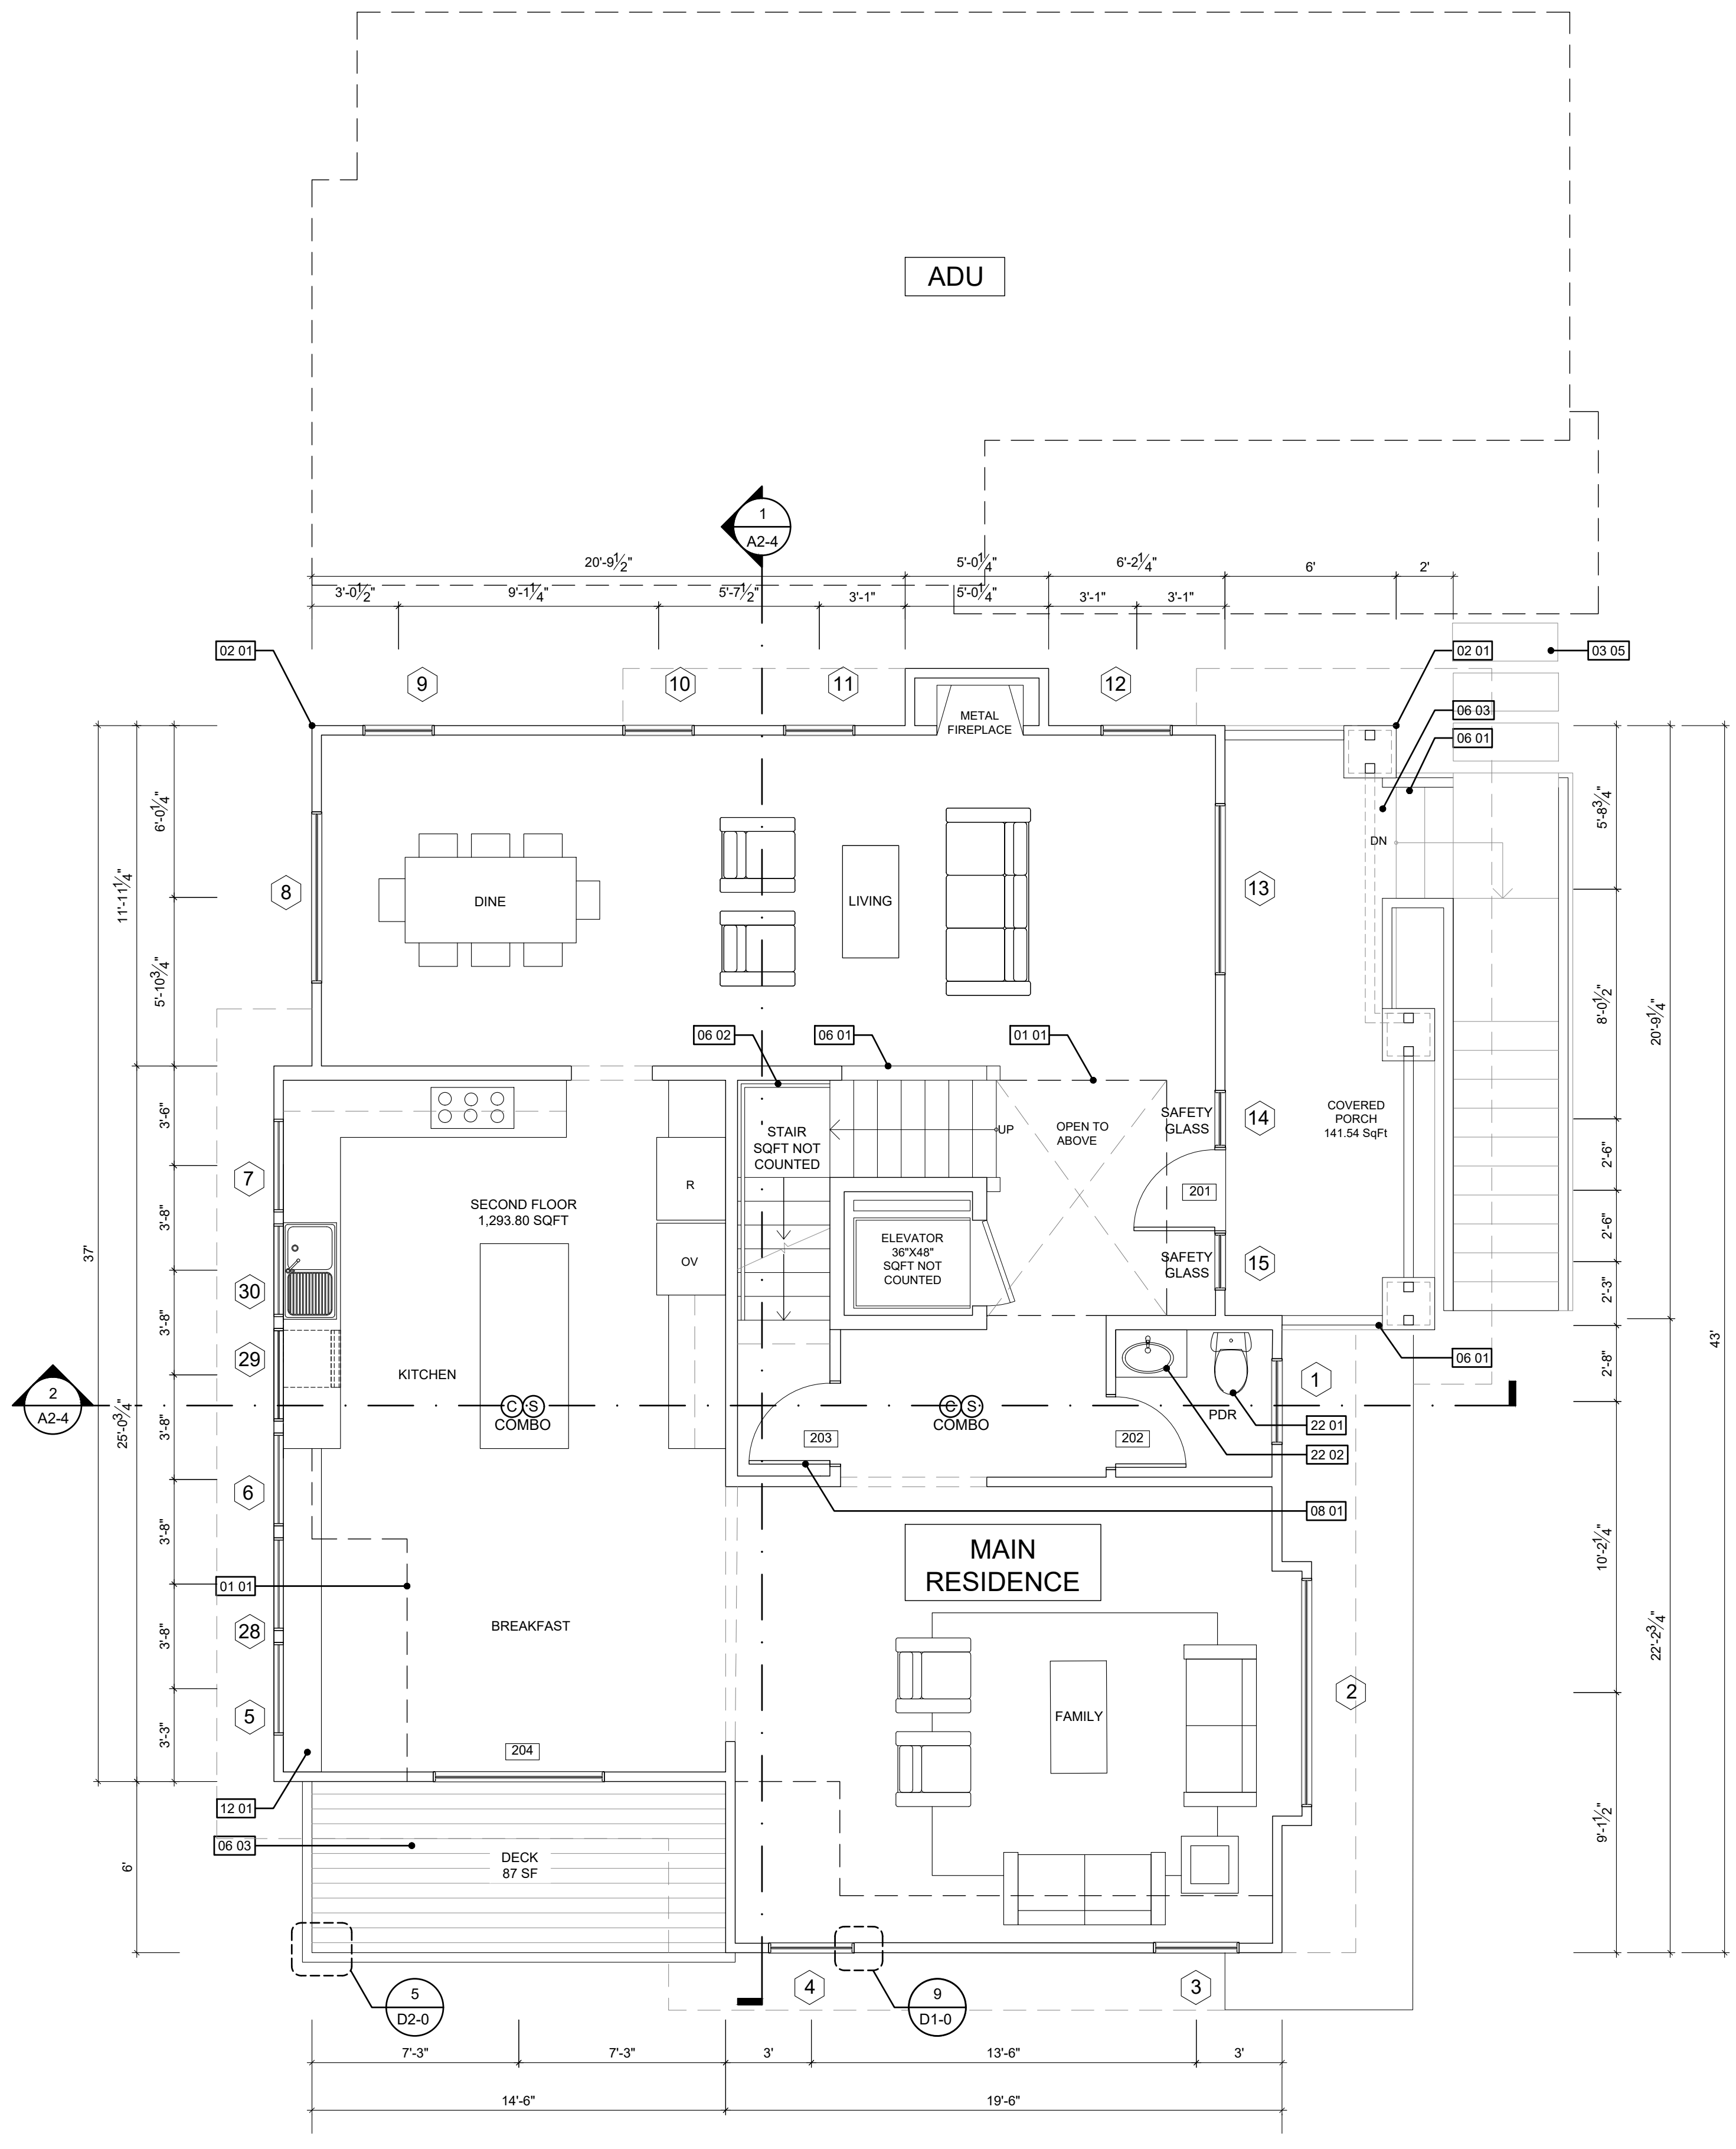 ADU
1
A2-4
20'-9 1/2"
5'-0 1/4"
6'-2 1/4"
6'
2'
3'-0 1/2"
9'-1 1/4"
5'-7 1/2"
3'-1"
5'-0 1/4"
3'-1"
3'-1"
02 01
02 01
03 05
9
10
11
12
06 03
METAL
FIREPLACE
06 01
6'-0 1/4"
5'-8 3/4"
DN
11'-11 1/4"
8
DINE
LIVING
13
5'-10 3/4"
8'-0 1/2"
20'-9 1/4"
06 02
06 01
01 01
3'-6"
STAIR
SQFT NOT
COUNTED
UP
OPEN TO
ABOVE
SAFETY
GLASS
14
COVERED
PORCH
141.54 SqFt
2'-6"
7
R
201
3'-8"
SECOND FLOOR
1,293.80 SQFT
2'-6"
37'
ELEVATOR
36"X48"
SQFT NOT
COUNTED
OV
SAFETY
GLASS
15
30
2'-3"
3'-8"
43'
29
2'-8"
06 01
KITCHEN
1
2
A2-4
25'-0 3/4"
3'-8"
C S
COMBO
C S
COMBO
PDR
22 01
203
202
22 02
6
08 01
3'-8"
MAIN
RESIDENCE
10'-2 1/4"
01 01
28
BREAKFAST
3'-8"
22'-2 3/4"
2
5
FAMILY
3'-3"
204
12 01
9'-1 1/2"
06 03
DECK
87 SF
6'
4
3
5
D2-0
9
D1-0
7'-3"
7'-3"
3'
13'-6"
3'
14'-6"
19'-6"